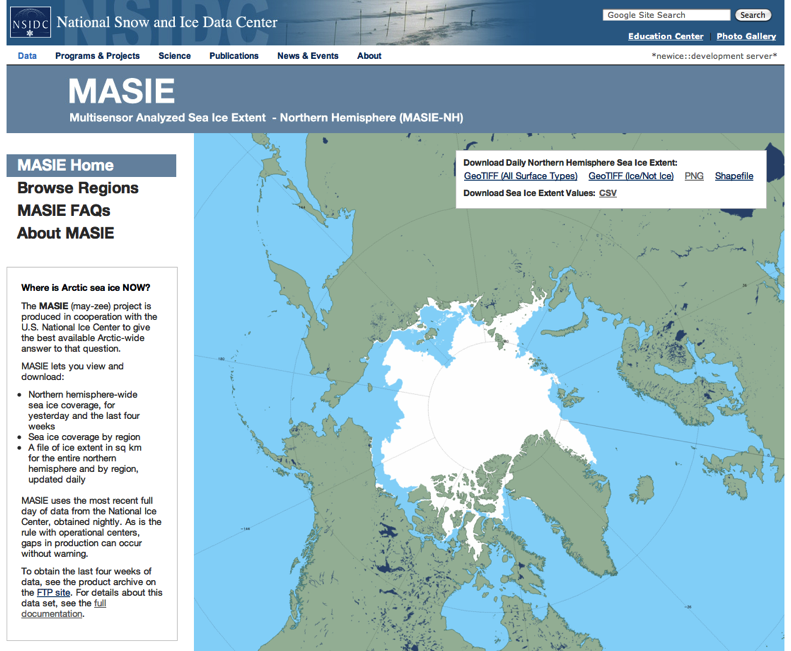 NSIDC
National Snow and Ice Data Center
Google Site Search
Search
Education Center | Photo Gallery
Data Programs & Projects Science Publications News & Events About *newice::development server*
MASIE
Multisensor Analyzed Sea Ice Extent - Northern Hemisphere (MASIE-NH)
MASIE Home
Browse Regions
MASIE FAQs
About MASIE
Where is Arctic sea ice NOW?
The MASIE (may-zee) project is
produced in cooperation with the
U.S. National Ice Center to give
the best available Arctic-wide
answer to that question.
MASIE lets you view and
download:
• Northern hemisphere-wide
sea ice coverage, for
yesterday and the last four
weeks
• Sea ice coverage by region
• A file of ice extent in sq km
for the entire northern
hemisphere and by region,
updated daily
MASIE uses the most recent full
day of data from the National Ice
Center, obtained nightly. As is the
rule with operational centers,
gaps in production can occur
without warning.
To obtain the last four weeks of
data, see the product archive on
the FTP site. For details about this
data set, see the full
documentation.
Download Daily Northern Hemisphere Sea Ice Extent:
GeoTIFF (All Surface Types) GeoTIFF (Ice/Not Ice) PNG Shapefile
Download Sea Ice Extent Values: CSV